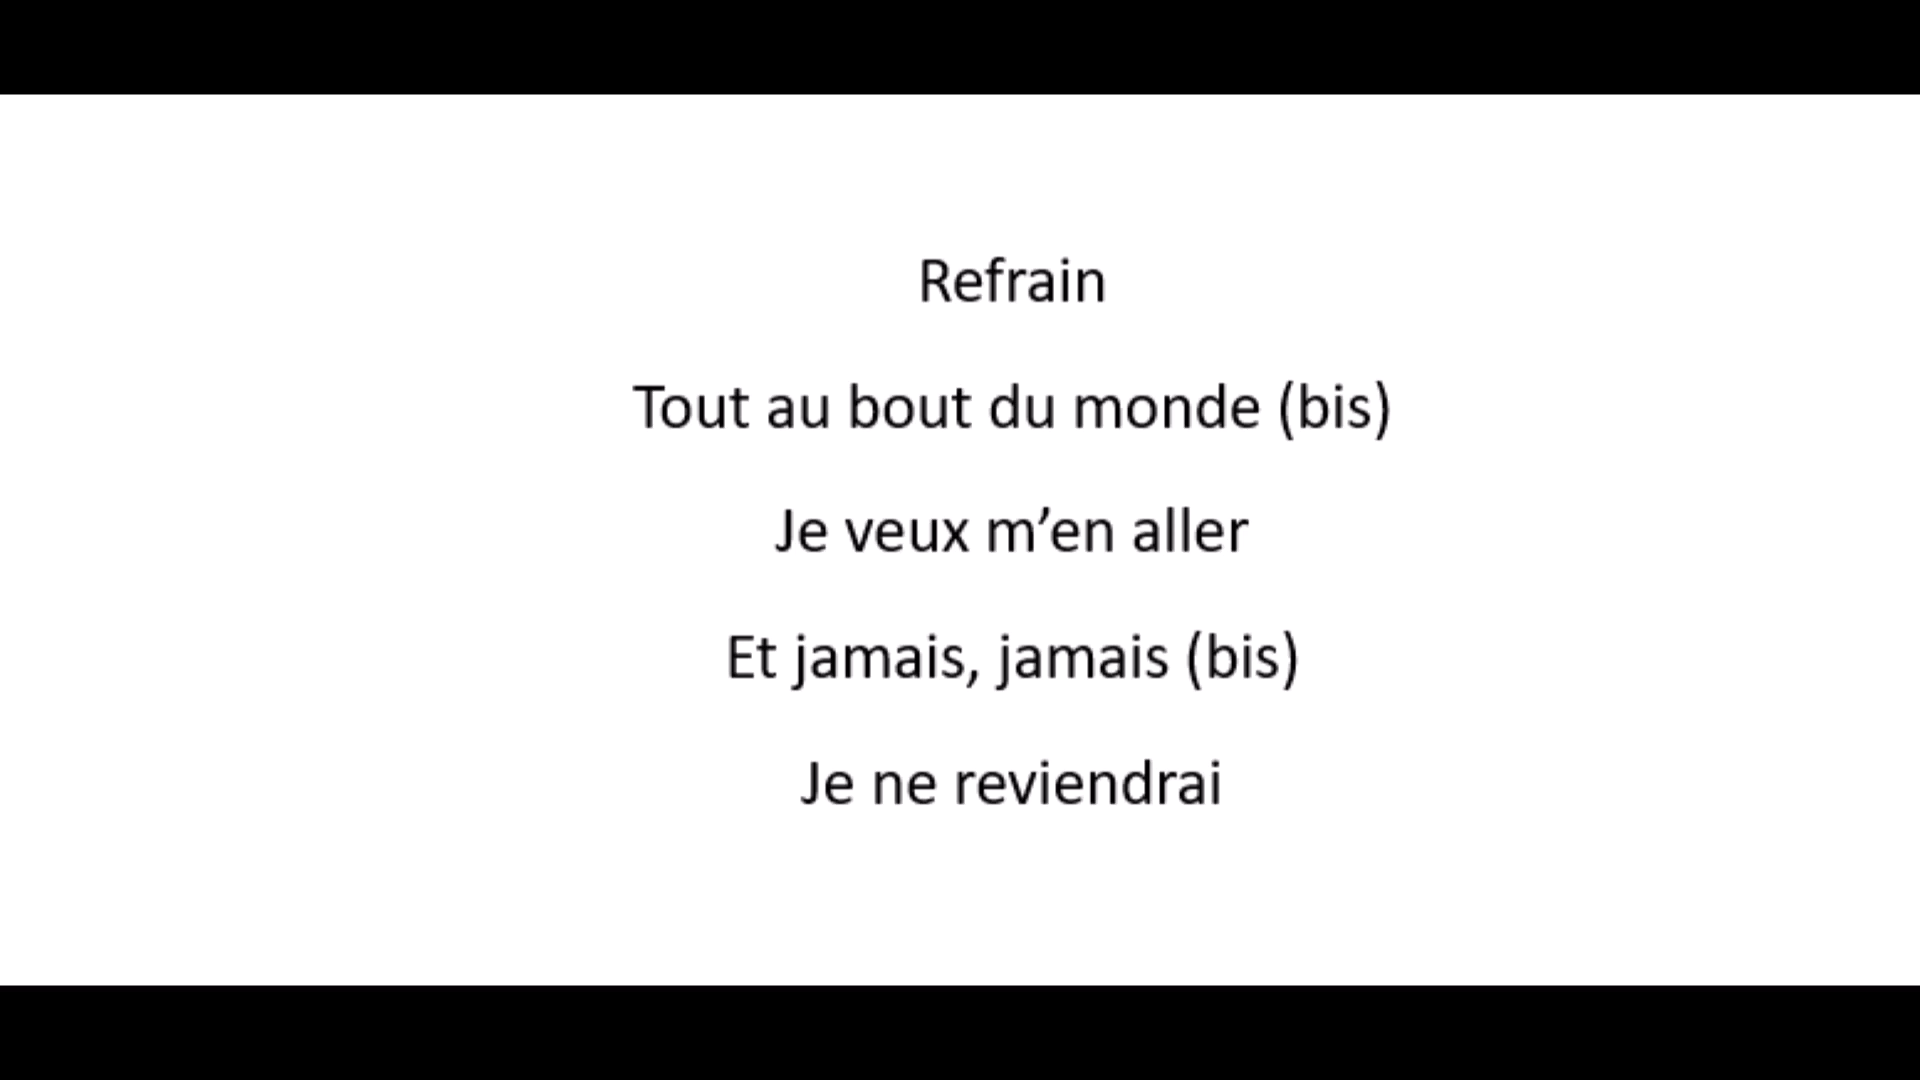 Refrain
Tout au bout du monde (bis)
Je veux m’en aller
Et jamais, jamais (bis)
Je ne reviendrai